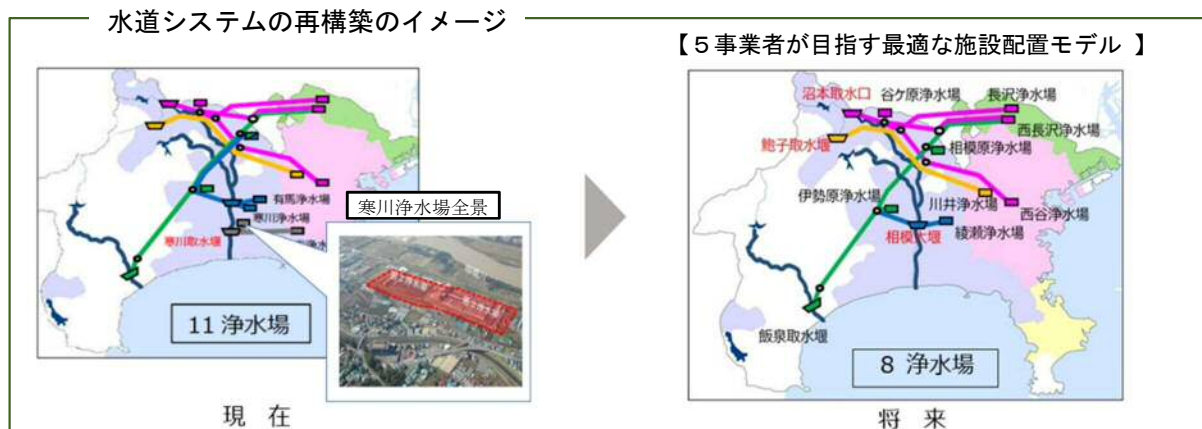 水道システムの再構築のイメージ
【５事業者が目指す最適な施設配置モデル 】
有馬浄水場
寒川浄水場
寒川取水堰
寒川浄水場全景
11 浄水場
現 在
沼本取水口
谷ケ原浄水場
長沢浄水場
西長沢浄水場
鮑子取水堰
相模原浄水場
伊勢原浄水場
川井浄水場
西谷浄水場
相模大堰
綾瀬浄水場
飯泉取水堰
8 浄水場
将 来